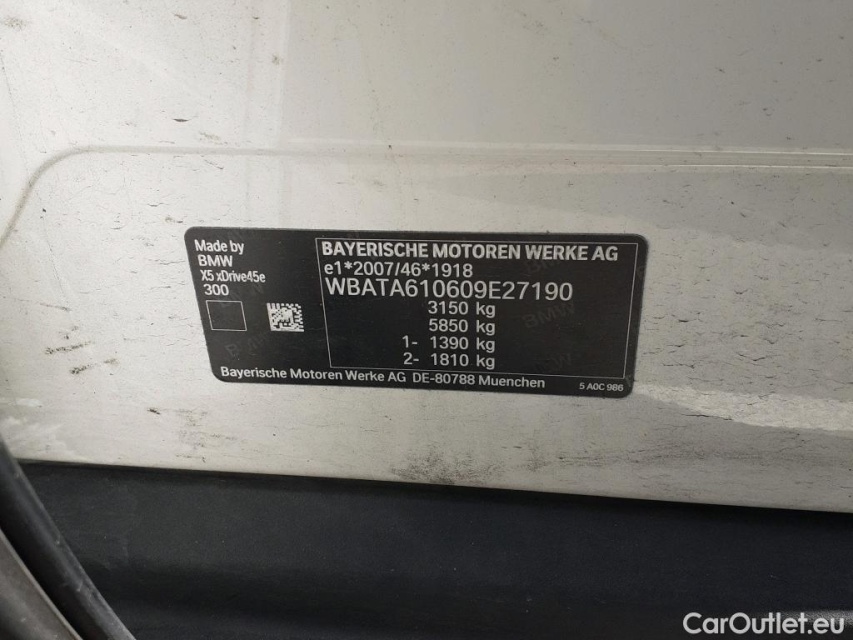 Made by
BMW
X5 xDrive45e
300
BAYERISCHE MOTOREN WERKE AG
e1*2007/46*1918
WBATA610609E27190
3150 kg
5850 kg
1- 1390 kg
2- 1810 kg
Bayerische Motoren Werke AG DE-80788 Muenchen
5 A0C 986
CarOutlet.eu